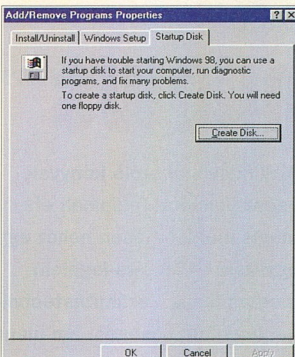 Add/Remove Programs Properties
Install/Uninstall Windows Setup Startup Disk
If you have trouble starting Windows 98, you can use a
startup disk to start your computer, run diagnostic
programs, and fix many problems.
To create a startup disk, click Create Disk. You will need
one floppy disk.
Create Disk...
OK Cancel Apply